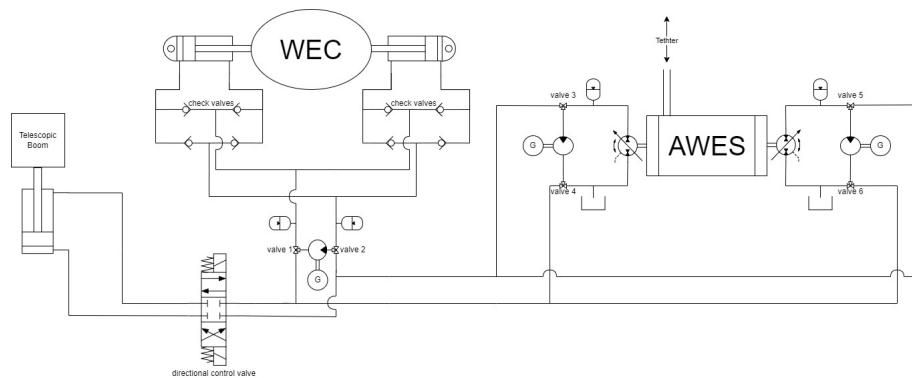 WEC
Tethter
check valves
check valves
valve 3
valve 5
Telescopic
Boom
G
AWES
G
valve 4
valve 6
valve 1
valve 2
G
directional control valve